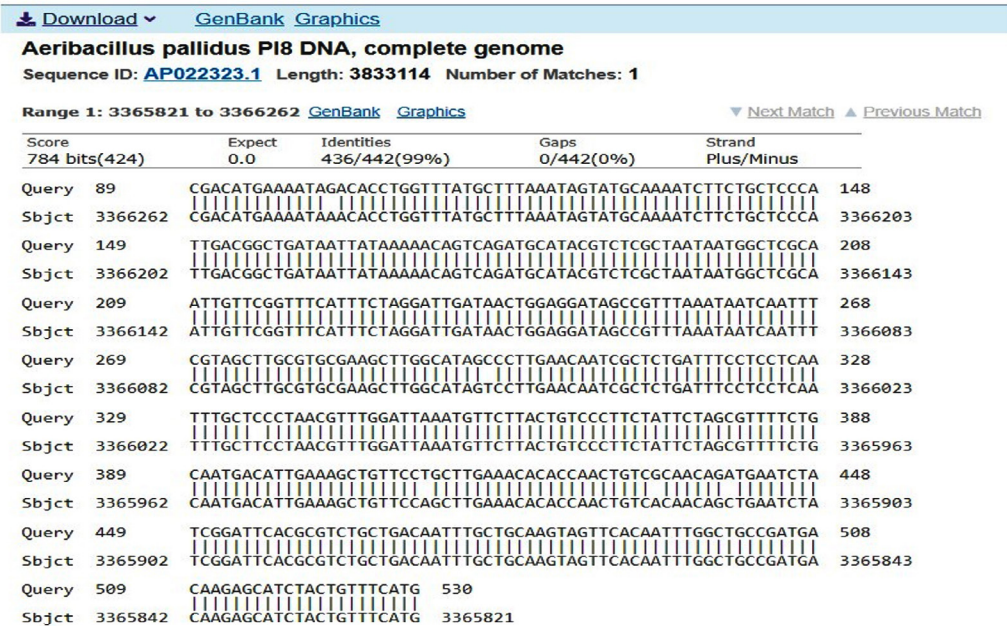 Download GenBank Graphics
Aeribacillus pallidus PI8 DNA, complete genome
Sequence ID: AP022323.1 Length: 3833114 Number of Matches: 1
Range 1: 3365821 to 3366262 GenBank Graphics ▼ Next Match ▲ Previous Match
Score Expect Identities Gaps Strand
784 bits(424) 0.0 436/442(99%) 0/442(0%) Plus/Minus
Query 89 CGACATGAAAATAGACACCTGGTTTATGCTTTAAATAGTATGCAAAATCTTCTGCTCCCA 148
Sbjct 3366262 CGACATGAAAATAAACACCTGGTTTATGCTTTAAATAGTATGCAAAATCTTCTGCTCCCA 3366203
Query 149 TTGACGGCTGATAATTATAAAAACAGTCAGATGCATACGTCTCGCTAATAATGGCTCGCA 208
Sbjct 3366202 TTGACGGCTGATAATTATAAAAACAGTCAGATGCATACGTCTCGCTAATAATGGCTCGCA 3366143
Query 209 ATTGTTCGGTTTCATTTCTAGGATTGATAACTGGAGGATAGCCGTTTAAATAATCAATTT 268
Sbjct 3366142 ATTGTTCGGTTTCATTTCTAGGATTGATAACTGGAGGATAGCCGTTTAAATAATCAATTT 3366083
Query 269 CGTAGCTTGCGTGCGAAGCTTGGCATAGCCCTTGAACAATCGCTCTGATTTCCTCCTCAA 328
Sbjct 3366082 CGTAGCTTGCGTGCGAAGCTTGGCATAGTCCTTGAACAATCGCTCTGATTTCCTCCTCAA 3366023
Query 329 TTTGCTCCCTAACGTTTGGATTAAATGTTCTTACTGTCCCTTCTATTCTAGCGTTTTCTG 388
Sbjct 3366022 TTTGCTTCCTAACGTTTGGATTAAATGTTCTTACTGTCCCTTCTATTCTAGCGTTTTCTG 3365963
Query 389 CAATGACATTGAAAGCTGTTCCTGCTTGAAACACACCAACTGTCGCAACAGATGAATCTA 448
Sbjct 3365962 CAATGACATTGAAAGCTGTTCCAGCTTGAAACACACCAACTGTCACAACAGCTGAATCTA 3365903
Query 449 TCGGATTCACGCGTCTGCTGACAATTTGCTGCAAGTAGTTCACAATTTGGCTGCCGATGA 508
Sbjct 3365902 TCGGATTCACGCGTCTGCTGACAATTTGCTGCAAGTAGTTCACAATTTGGCTGCCGATGA 3365843
Query 509 CAAGAGCATCTACTGTTTCATG 530
Sbjct 3365842 CAAGAGCATCTACTGTTTCATG 3365821